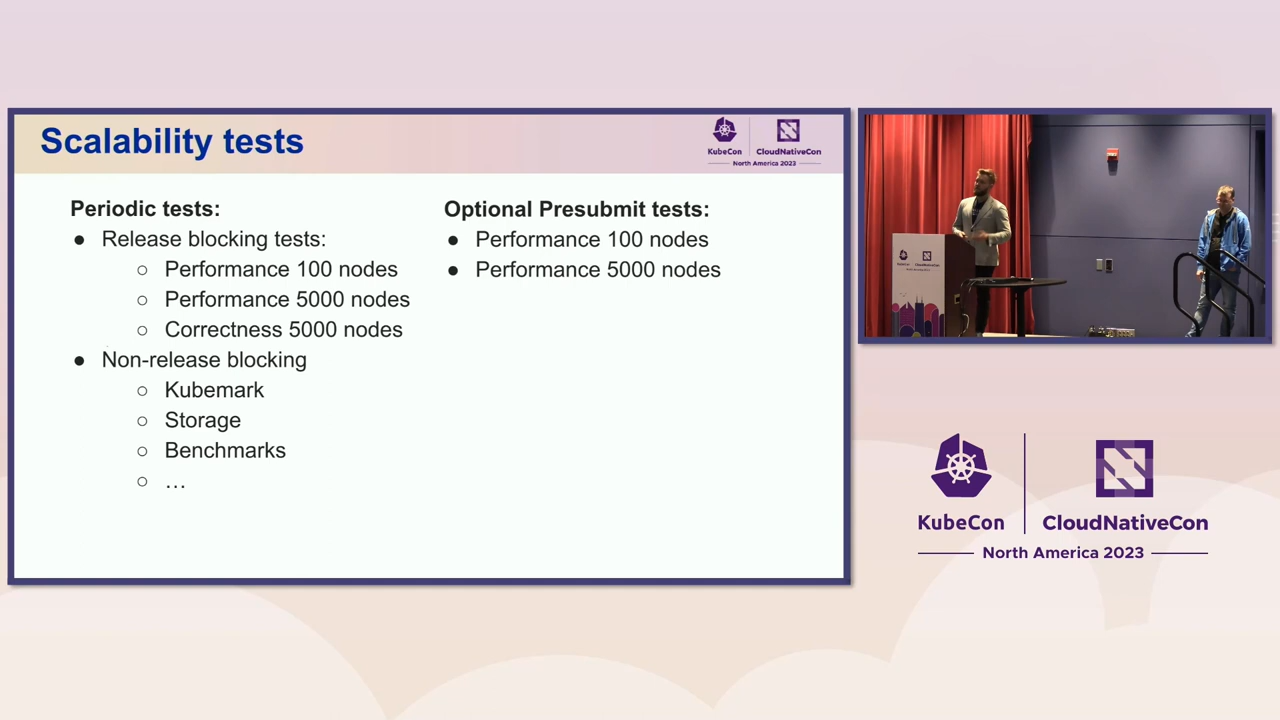 Scalability tests
KubeCon
CloudNativeCon
North America 2023
Periodic tests:
● Release blocking tests:
○ Performance 100 nodes
○ Performance 5000 nodes
○ Correctness 5000 nodes
● Non-release blocking
○ Kubemark
○ Storage
○ Benchmarks
○ …
Optional Presubmit tests:
● Performance 100 nodes
● Performance 5000 nodes
KubeCon
CloudNativeCon
North America 2023